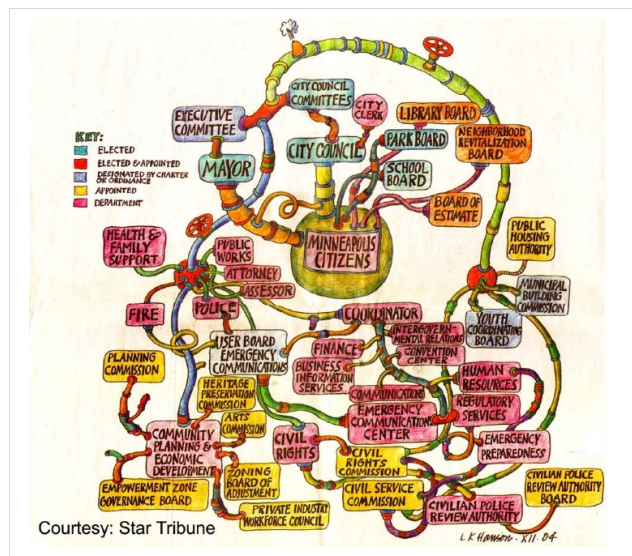 CITY COUNCIL
COMMITTEES
EXECUTIVE
COMMITTEE
CITY
CLERK
LIBRARY BOARD
PARK BOARD
NEIGHBORHOOD
REVITALIZATION
BOARD
KEY:
ELECTED
ELECTED & APPOINTED
DESIGNATED BY CHARTER
OR ORDINANCE
APPOINTED
DEPARTMENT
MAYOR
CITY COUNCIL
SCHOOL
BOARD
BOARD OF
ESTIMATE
MINNEAPOLIS
CITIZENS
HEALTH &
FAMILY
SUPPORT
PUBLIC
WORKS
ATTORNEY
ASSESSOR
PUBLIC
HOUSING
AUTHORITY
MUNICIPAL
BUILDING
COMMISSION
YOUTH
COORDINATING
BOARD
FIRE
POLICE
COORDINATOR
USER BOARD
EMERGENCY
COMMUNICATIONS
FINANCE
INTERGOVERN-
MENTAL RELATIONS
CONVENTION
CENTER
BUSINESS
INFORMATION
SERVICES
COMMUNICATIONS
HUMAN
RESOURCES
REGULATORY
SERVICES
PLANNING
COMMISSION
HERITAGE
PRESERVATION
COMMISSION
ARTS
COMMISSION
EMERGENCY
COMMUNICATIONS
CENTER
COMMUNITY
PLANNING &
ECONOMIC
DEVELOPMENT
CIVIL
RIGHTS
EMERGENCY
PREPAREDNESS
CIVIL
RIGHTS
COMMISSION
ZONING
BOARD OF
ADJUSTMENT
EMPOWERMENT ZONE
GOVERNANCE BOARD
CIVIL SERVICE
COMMISSION
CIVILIAN POLICE
REVIEW AUTHORITY
BOARD
PRIVATE INDUSTRY
WORKFORCE COUNCIL
CIVILIAN POLICE
REVIEW AUTHORITY
Courtesy: Star Tribune
L K Hanson · XII · 04